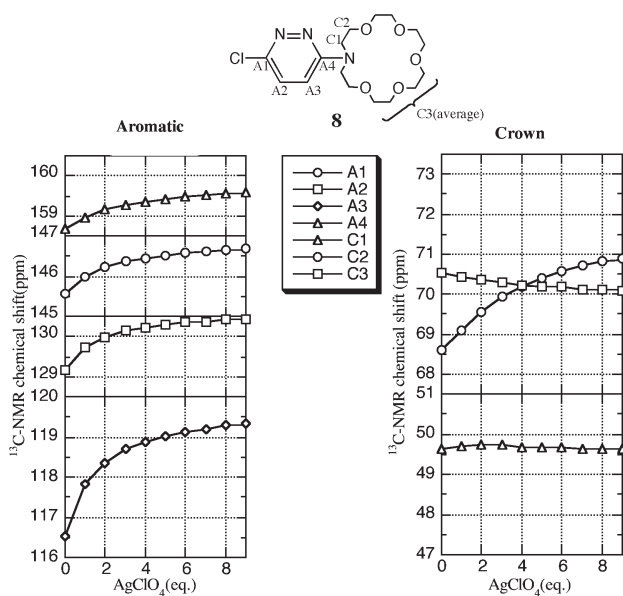 N N
C2
O O
C1
Cl
N
O
A1
A4
A2 A3
O O
C3(average)
8
Aromatic
Crown
A1
A2
A3
A4
C1
C2
C3
160
159
147
146
145
130
129
120
119
118
116
116
13C-NMR chemical shift(ppm)
0 2 4 6 8
AgClO4(eq.)
73
72
71
70
69
68
51
50
49
48
47
13C-NMR chemical shift (ppm)
0 2 4 6 8
AgClO4(eq.)